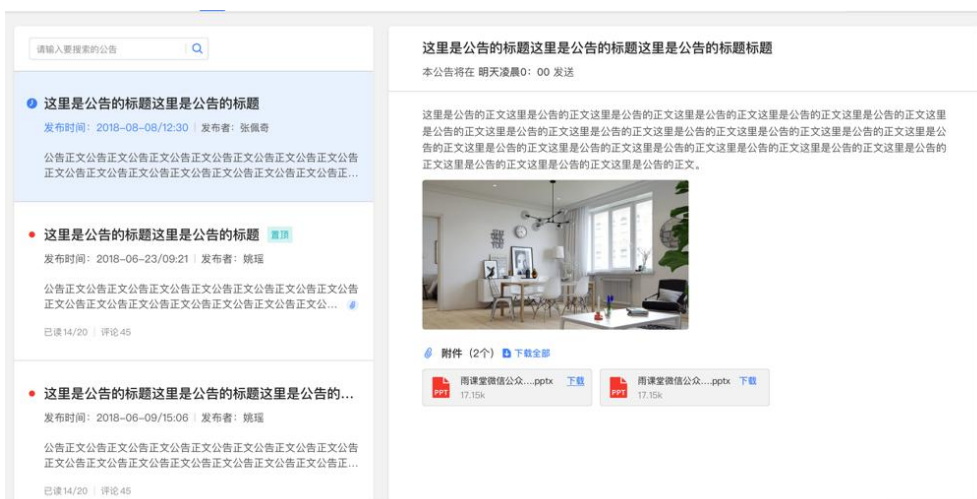 请输入要搜索的公告
这里是公告的标题这里是公告的标题
发布时间：2018-08-08/12:30 发布者：张佩奇
公告正文公告正文公告正文公告正文公告正文公告正文公告正文公告
正文公告正文公告正文公告正文公告正文公告正文公告正文公告正...
这里是公告的标题这里是公告的标题 置顶
发布时间：2018-06-23/09:21 发布者：姚瑶
公告正文公告正文公告正文公告正文公告正文公告正文公告正文公告
正文公告正文公告正文公告正文公告正文公告正文公告正文公...
已读14/20 评论45
这里是公告的标题这里是公告的标题这里是公告的...
发布时间：2018-06-09/15:06 发布者：姚瑶
公告正文公告正文公告正文公告正文公告正文公告正文公告正文公告
正文公告正文公告正文公告正文公告正文公告正文公告正文公告正...
已读14/20 评论45
这里是公告的标题这里是公告的标题这里是公告的标题标题
本公告将在 明天凌晨0：00 发送
这里是公告的正文这里是公告的正文这里是公告的正文这里是公告的正文这里是公告的正文这里是公告的正文这里
是公告的正文这里是公告的正文这里是公告的正文这里是公告的正文这里是公告的正文这里是公告的正文这里是公
告的正文这里是公告的正文这里是公告的正文这里是公告的正文这里是公告的正文这里是公告的正文这里是公告的
正文这里是公告的正文这里是公告的正文这里是公告的正文。
附件（2个） 下载全部
PPT 雨课堂微信公众....pptx 下载
17.15k
PPT 雨课堂微信公众....pptx 下载
17.15k